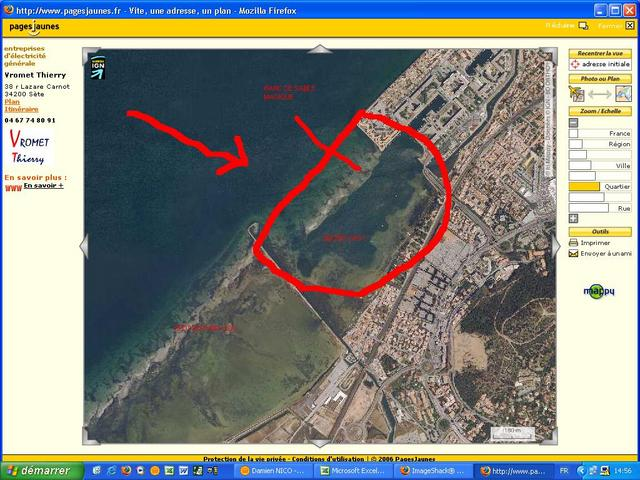 http://www.pagesjaunes.fr - Vite, une adresse, un plan - Mozilla Firefox
pagesjaunes
Réduire
Fermer
entreprises
d'électricité
générale
Vromet Thierry
38 r Lazare Carnot
34200 Sète
Plan
Itinéraire
04 67 74 80 91
VROMET
Thierry
En savoir plus :
www En savoir +
IGN
BANC DE SABLE
MAGIQUE
180 m
Recentrer la vue
adresse initiale
Photo ou Plan
Zoom / Echelle
France
Région
Ville
Quartier
Rue
Outils
Imprimer
Envoyer à un ami
mappy
Protection de la vie privée - Conditions d'utilisation | © 2006 PagesJaunes
démarrer
Damien NICO -...
Microsoft Excel...
ImageShack® ...
http://www.pa...
FR
14:56